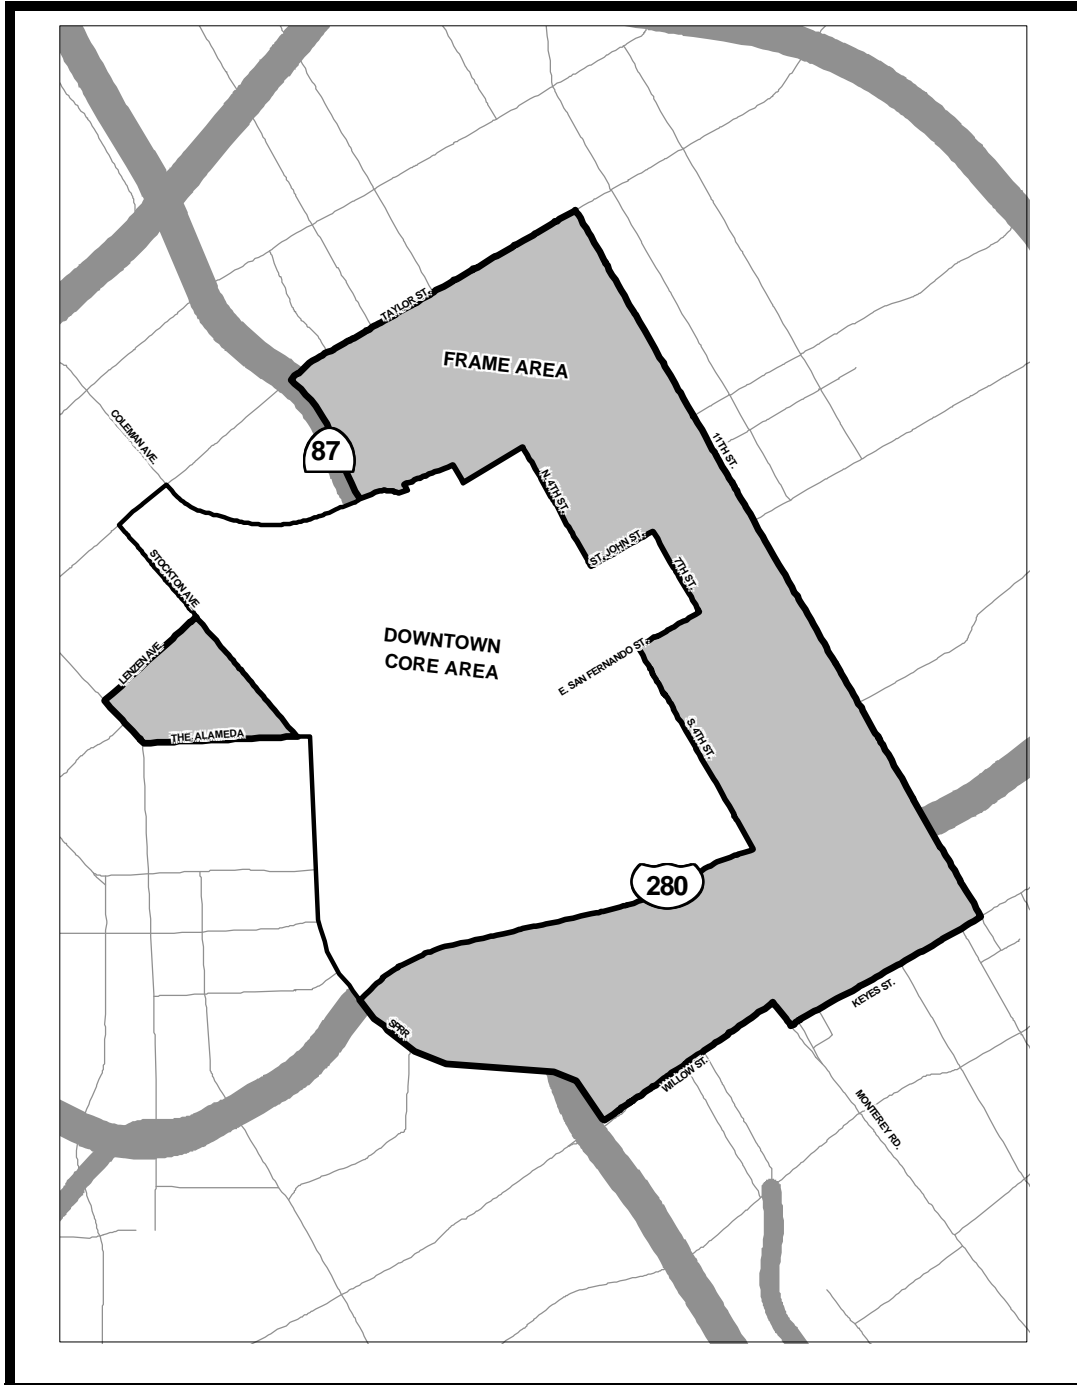 TAYLOR ST.
FRAME AREA
COLEMAN AVE.
87
11TH ST.
N. 4TH ST.
ST. JOHN ST.
7TH ST.
STOCKTON AVE
LENZEN AVE.
DOWNTOWN
CORE AREA
E. SAN FERNANDO ST.
THE ALAMEDA
S. 4TH ST.
280
KEYES ST.
SPRR
WILLOW ST.
MONTEREY RD.